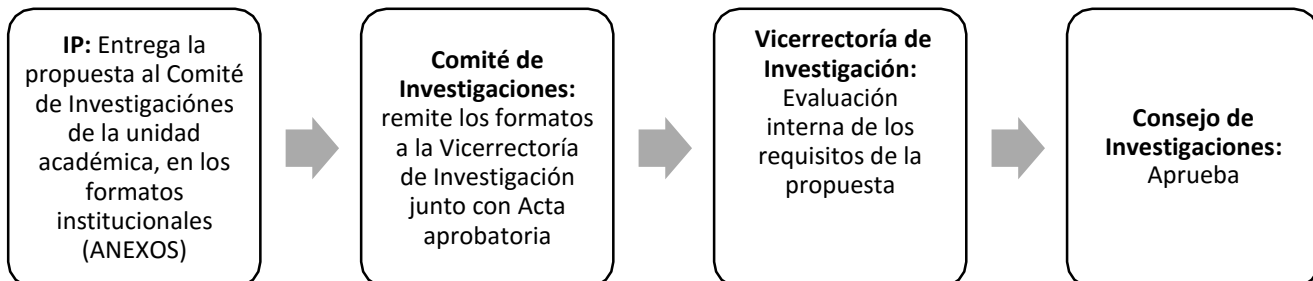 IP: Entrega la
propuesta al Comité
de Investigaciónes
de la unidad
académica, en los
formatos
institucionales
(ANEXOS)
Comité de
Investigaciones:
remite los formatos
a la Vicerrectoría
de Investigación
junto con Acta
aprobatoria
Vicerrectoría de
Investigación:
Evaluación
interna de los
requisitos de la
propuesta
Consejo de
Investigaciones:
Aprueba